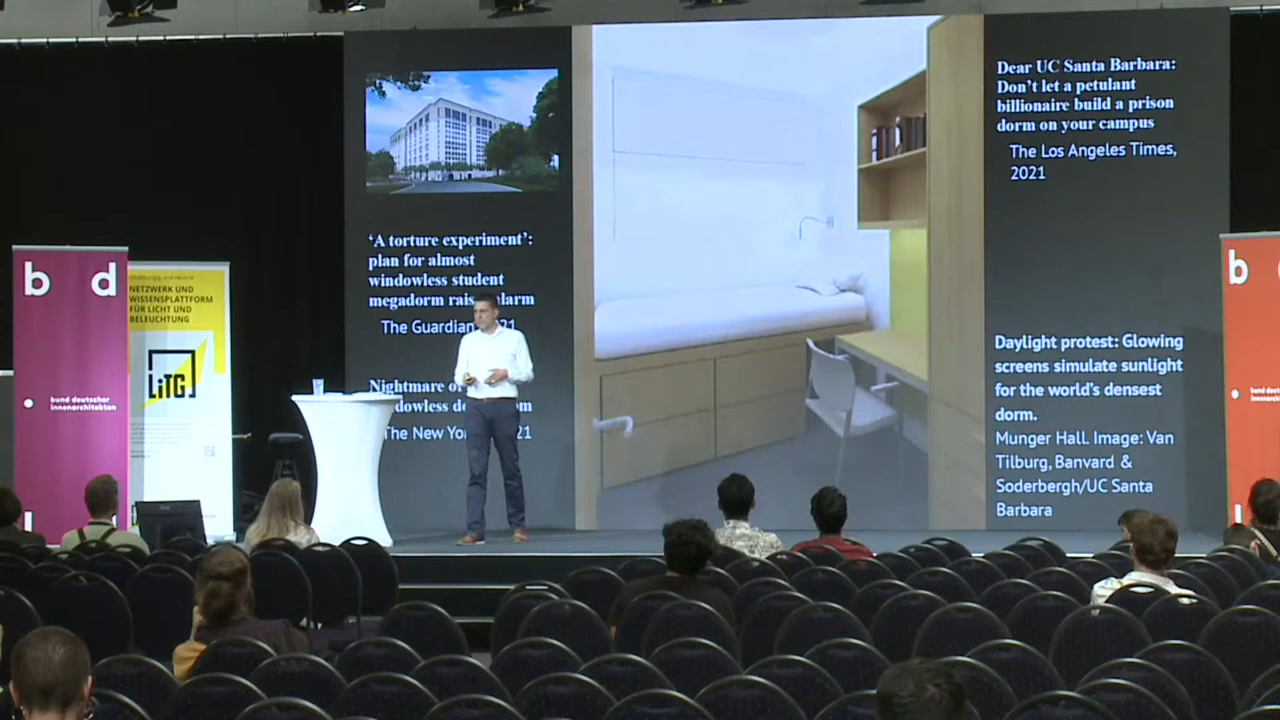 Dear UC Santa Barbara:
Don't let a petulant
billionaire build a prison
dorm on your campus
The Los Angeles Times,
2021
'A torture experiment':
plan for almost
windowless student
megadorm
The Guardian
21
Nightmare
The New
21
Daylight protest: Glowing
screens simulate sunlight
for the world's densest
dorm.
Munger Hall. Image: Van
Tilburg, Banvard &
Soderbergh/UC Santa
Barbara
b d
bund deutscher
innenarchitekten
NETZWERK UND
WISSENSPLATTFORM
FÜR LICHT UND
BELEUCHTUNG
LiTG
b